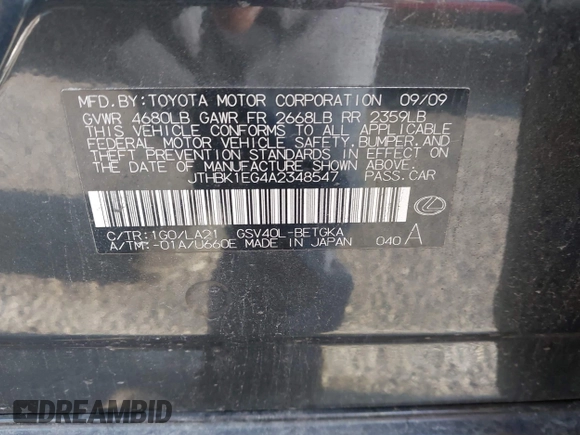 MFD. BY: TOYOTA MOTOR CORPORATION 09/09
GVWR 4680LB GAWR FR 2668LB RR 2359LB
THIS VEHICLE CONFORMS TO ALL APPLICABLE
FEDERAL MOTOR VEHICLE SAFETY, BUMPER, AND
THEFT PREVENTION STANDARDS IN EFFECT ON
THE DATE OF MANUFACTURE SHOWN ABOVE.
JTHBK1EG4A2348547 PASS. CAR
C/TR: 1G0/LA21 GSV40L-BETGKA
A/TM: -01A/U660E MADE IN JAPAN 040 A
DREAMBID